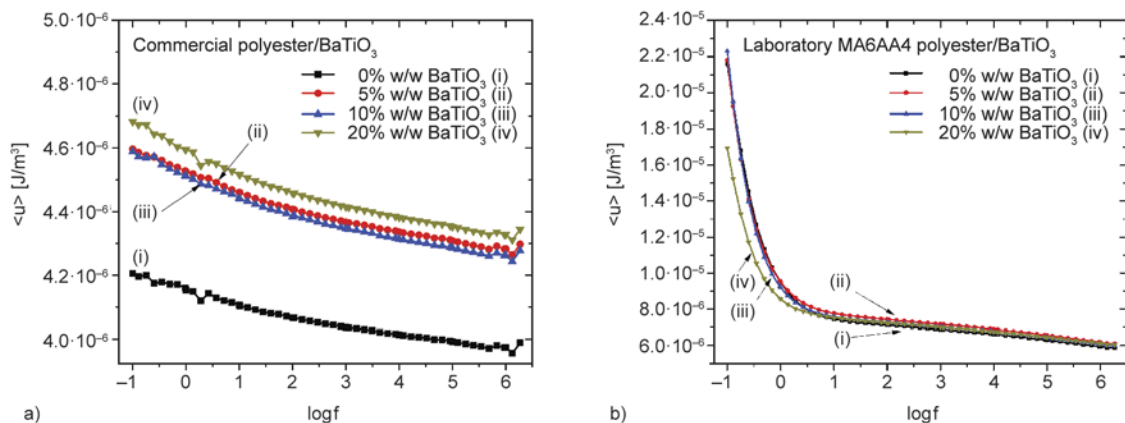 5.0·10⁻⁶
4.8·10⁻⁶
4.6·10⁻⁶
4.4·10⁻⁶
4.2·10⁻⁶
4.0·10⁻⁶
<u> [J/m³]
Commercial polyester/BaTiO₃
0% w/w BaTiO₃ (i)
5% w/w BaTiO₃ (ii)
10% w/w BaTiO₃ (iii)
20% w/w BaTiO₃ (iv)
(iv)
(ii)
(iii)
(i)
−1 0 1 2 3 4 5 6
logf
a)
2.4·10⁻⁵
2.2·10⁻⁵
2.0·10⁻⁵
1.8·10⁻⁵
1.6·10⁻⁵
1.4·10⁻⁵
1.2·10⁻⁵
1.0·10⁻⁵
8.0·10⁻⁶
6.0·10⁻⁶
<u> [J/m³]
Laboratory MA6AA4 polyester/BaTiO₃
0% w/w BaTiO₃ (i)
5% w/w BaTiO₃ (ii)
10% w/w BaTiO₃ (iii)
20% w/w BaTiO₃ (iv)
(iv)
(ii)
(iii)
(i)
−1 0 1 2 3 4 5 6
logf
b)